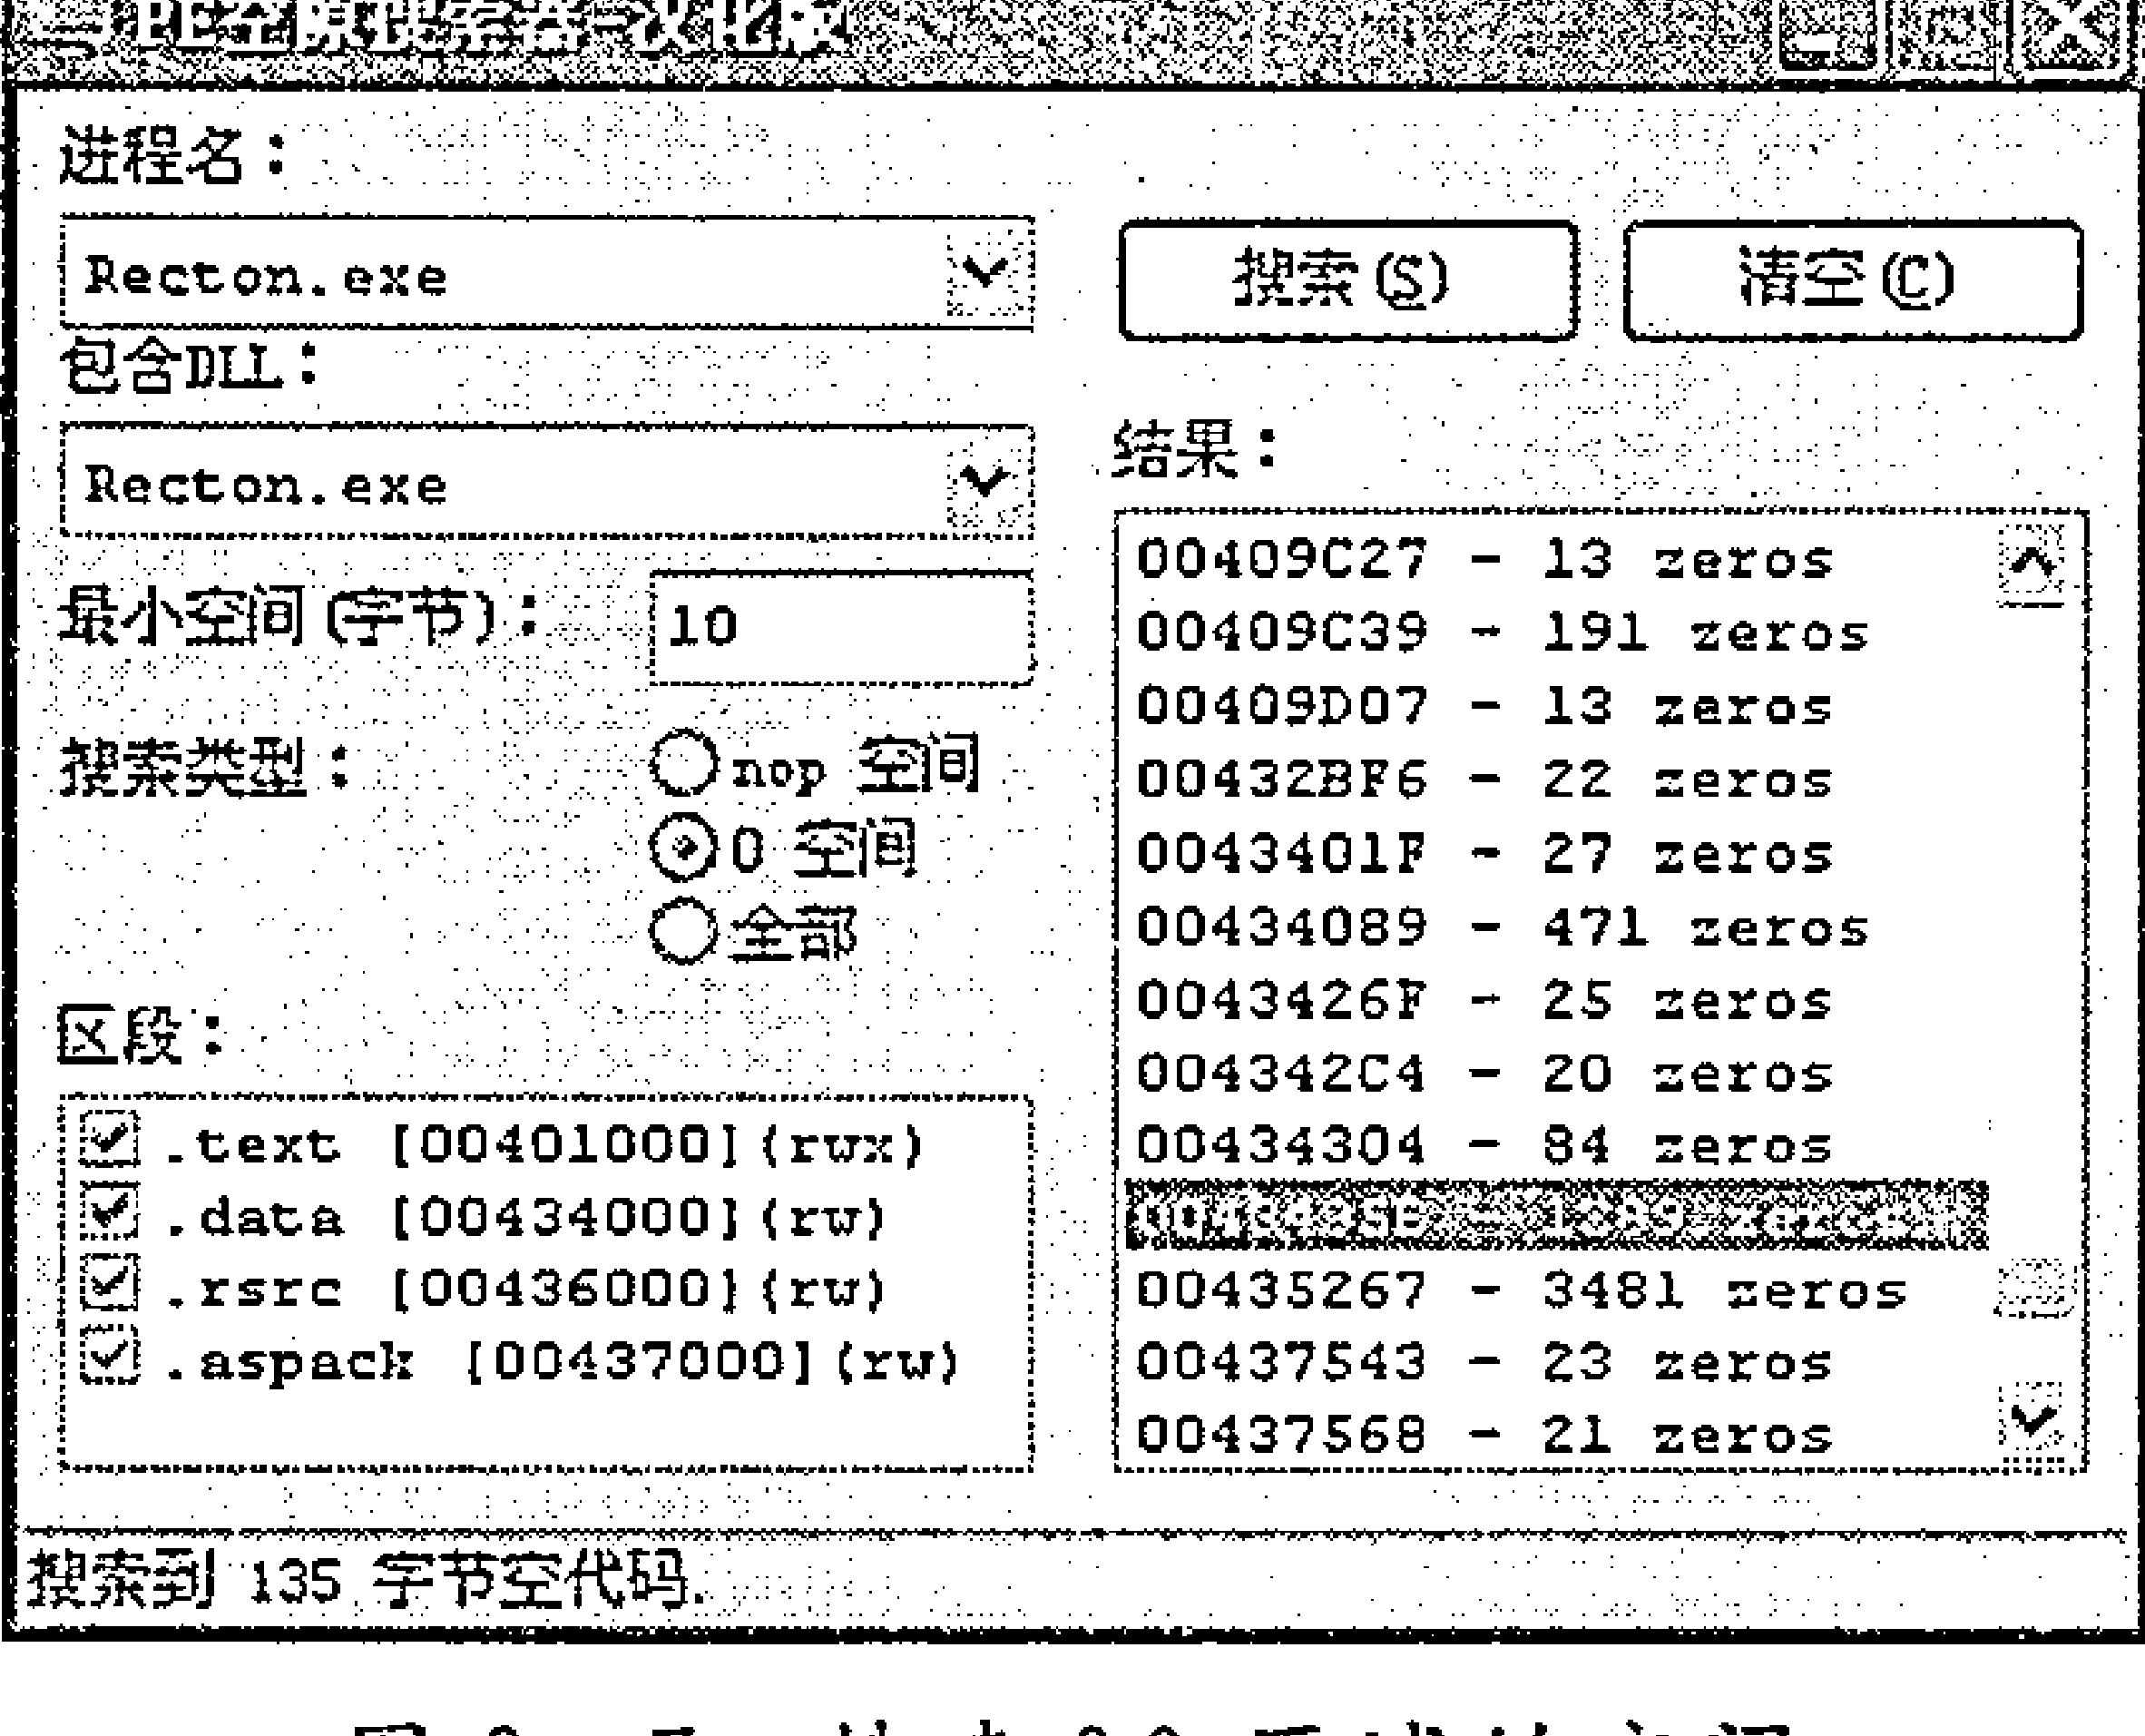 进程名：
Recton.exe
包含DLL：
Recton.exe
最小空间(字节)：
10
搜索类型：
nop 空间
0 空间
全部
区段：
.text [00401000](rwx)
.data [00434000](rw)
.rsrc [00436000](rw)
.aspack [00437000](rw)
搜索(S)
清空(C)
结果：
00409C27 - 13 zeros
00409C39 - 191 zeros
00409D07 - 13 zeros
00432BF6 - 22 zeros
0043401F - 27 zeros
00434089 - 471 zeros
0043426F - 25 zeros
004342C4 - 20 zeros
00434304 - 84 zeros
00435267 - 3481 zeros
00437543 - 23 zeros
00437568 - 21 zeros
搜索到 135 字节空代码.